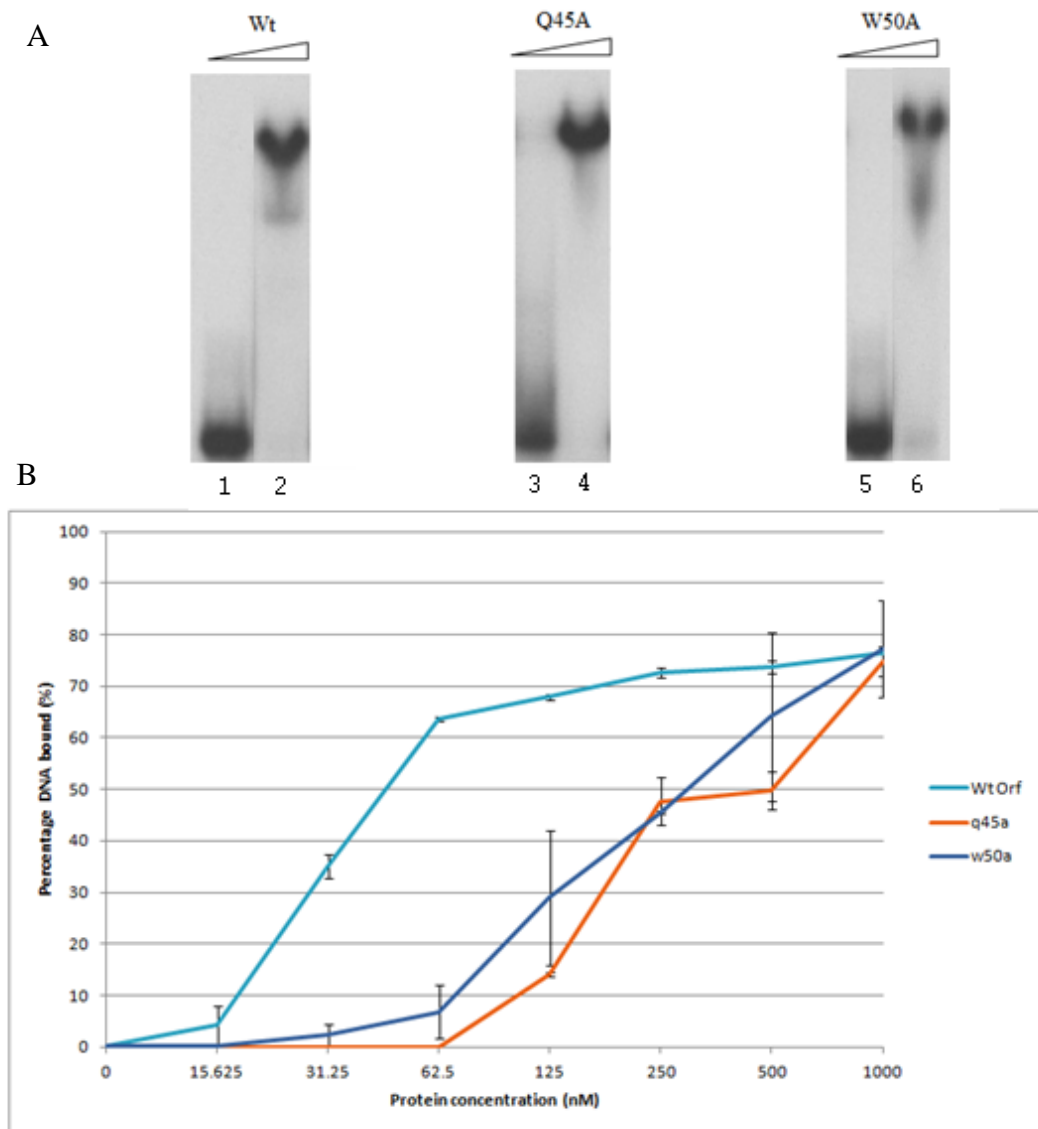 A
Wt
Q45A
W50A
1 2
3 4
5 6
B
100
90
80
70
60
50
40
30
20
10
0
Percentage DNA bound (%)
0 15.625 31.25 62.5 125 250 500 1000
Protein concentration (nM)
Wt Orf
q45a
w50a